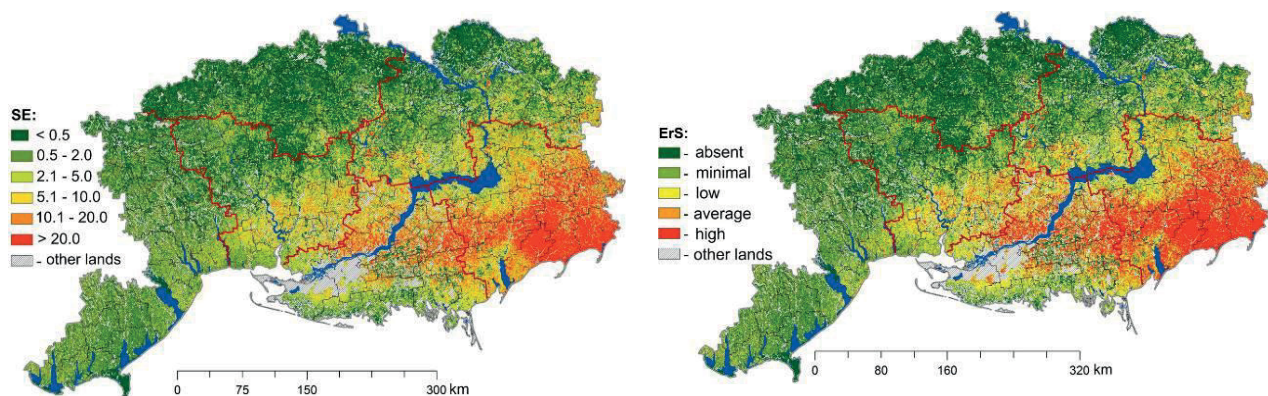 SE:
< 0.5
0.5 - 2.0
2.1 - 5.0
5.1 - 10.0
10.1 - 20.0
> 20.0
- other lands
0 75 150 300 km
ErS:
- absent
- minimal
- low
- average
- high
- other lands
0 80 160 320 km